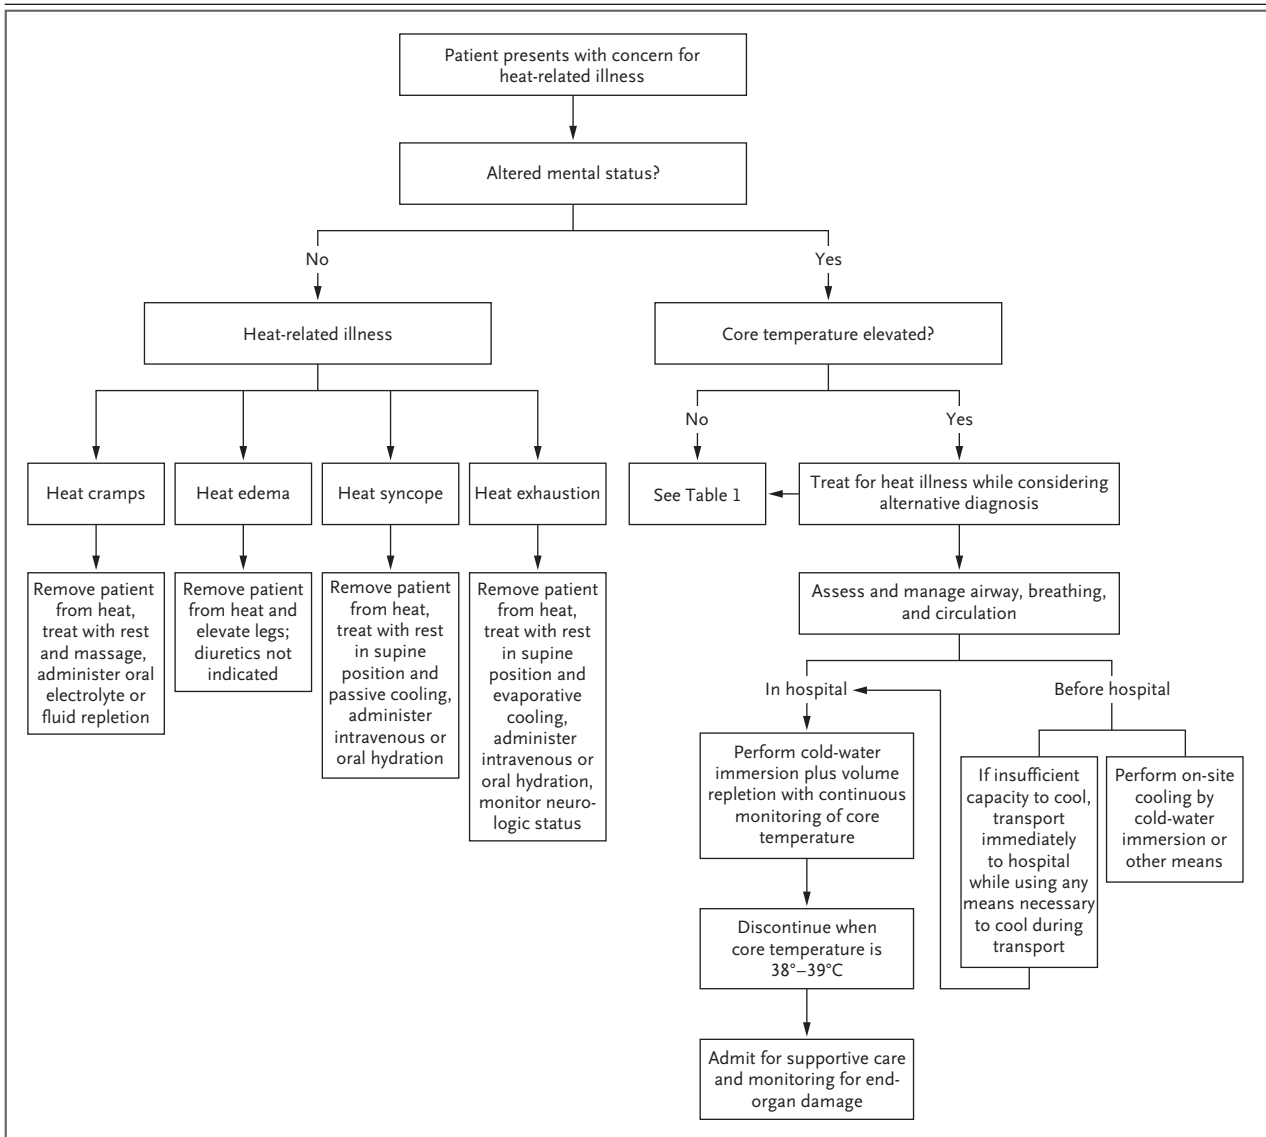 Patient presents with concern for
heat-related illness
Altered mental status?
No
Yes
Heat-related illness
Core temperature elevated?
No
Yes
Heat cramps
Heat edema
Heat syncope
Heat exhaustion
See Table 1
Treat for heat illness while considering
alternative diagnosis
Remove patient
from heat,
treat with rest
and massage,
administer oral
electrolyte or
fluid repletion
Remove patient
from heat and
elevate legs;
diuretics not
indicated
Remove patient
from heat,
treat with rest
in supine
position and
passive cooling,
administer
intravenous or
oral hydration
Remove patient
from heat,
treat with rest
in supine
position and
evaporative
cooling,
administer
intravenous or
oral hydration,
monitor neuro-
logic status
Assess and manage airway, breathing,
and circulation
In hospital
Before hospital
Perform cold-water
immersion plus volume
repletion with continuous
monitoring of core
temperature
If insufficient
capacity to cool,
transport
immediately
to hospital
while using any
means necessary
to cool during
transport
Perform on-site
cooling by
cold-water
immersion or
other means
Discontinue when
core temperature is
38°–39°C
Admit for supportive care
and monitoring for end-
organ damage